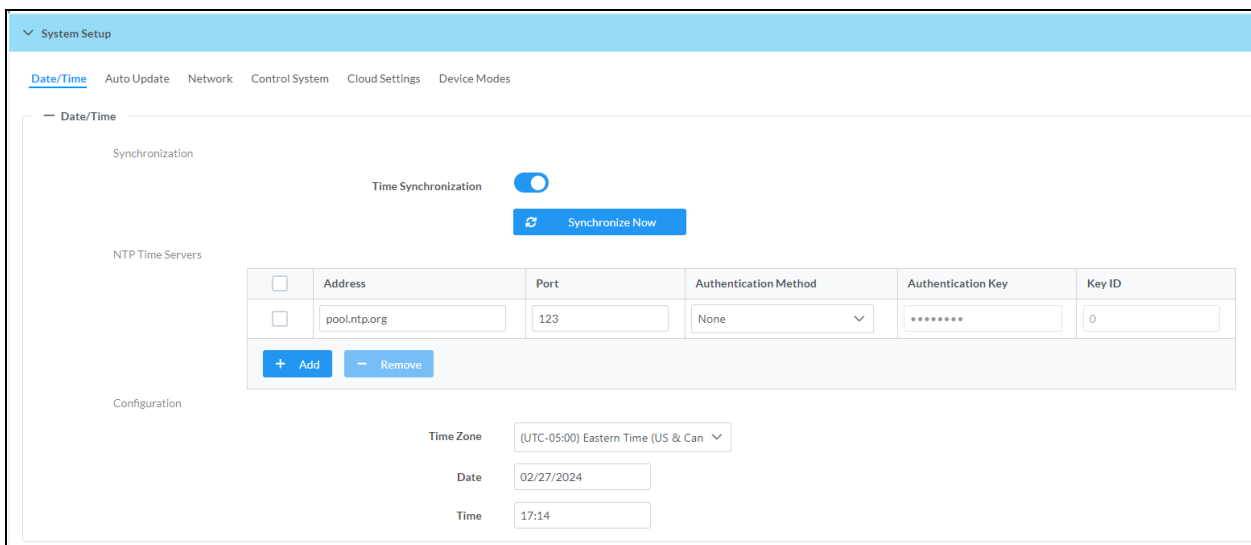 System Setup
Date/Time Auto Update Network Control System Cloud Settings Device Modes
Date/Time
Synchronization
Time Synchronization
Synchronize Now
NTP Time Servers
Address Port Authentication Method Authentication Key Key ID
pool.ntp.org 123 None •••••••• 0
+ Add − Remove
Configuration
Time Zone (UTC-05:00) Eastern Time (US & Can
Date 02/27/2024
Time 17:14